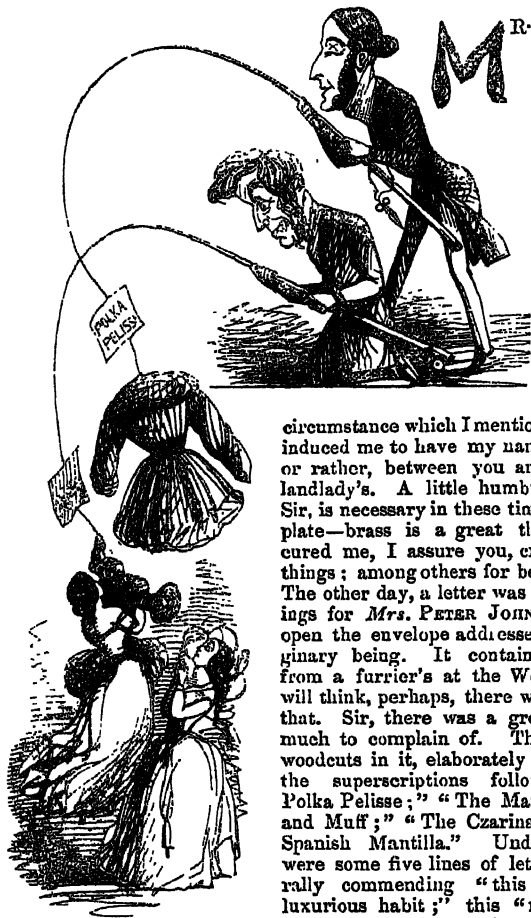 MR.
POLKA
PELISSE
circumstance which I mentio
induced me to have my nam
or rather, between you an
landlady's. A little humb
Sir, is necessary in these tin
plate—brass is a great th
cured me, I assure you, ex
things; among others for be
The other day, a letter was
ings for Mrs. PETER JOHN
open the envelope addresse
ginary being. It contain
from a furrier's at the We
will think, perhaps, there w
that. Sir, there was a gre
much to complain of. Th
woodcuts in it, elaborately
the superscriptions follo
Polka Pelisse;" "The Ma
and Muff;" "The Czarina
Spanish Mantilla." Und
were some five lines of let
rally commending "this
luxurious habit;" this "r